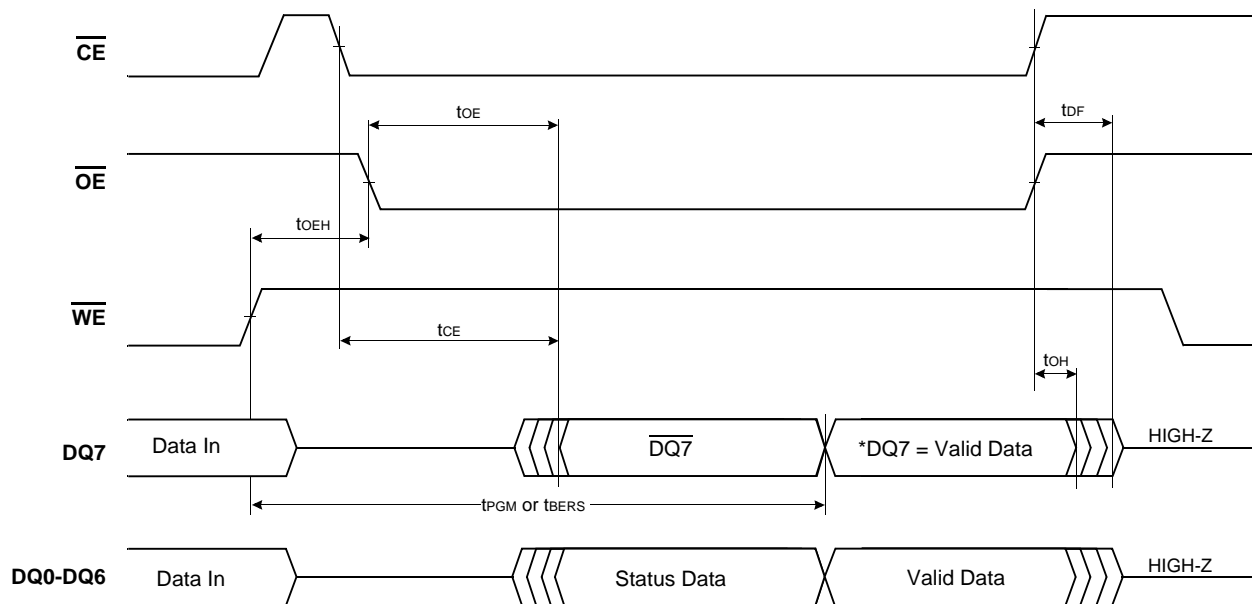 CE
tOE
tDF
OE
tOEH
WE
tCE
tOH
DQ7
Data In
DQ7
*DQ7 = Valid Data
HIGH-Z
tPGM or tBERS
DQ0-DQ6
Data In
Status Data
Valid Data
HIGH-Z